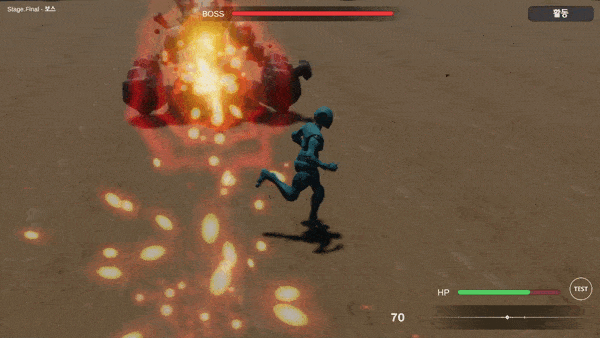 Stage.Final - 보스
BOSS
활동
HP
TEST
70